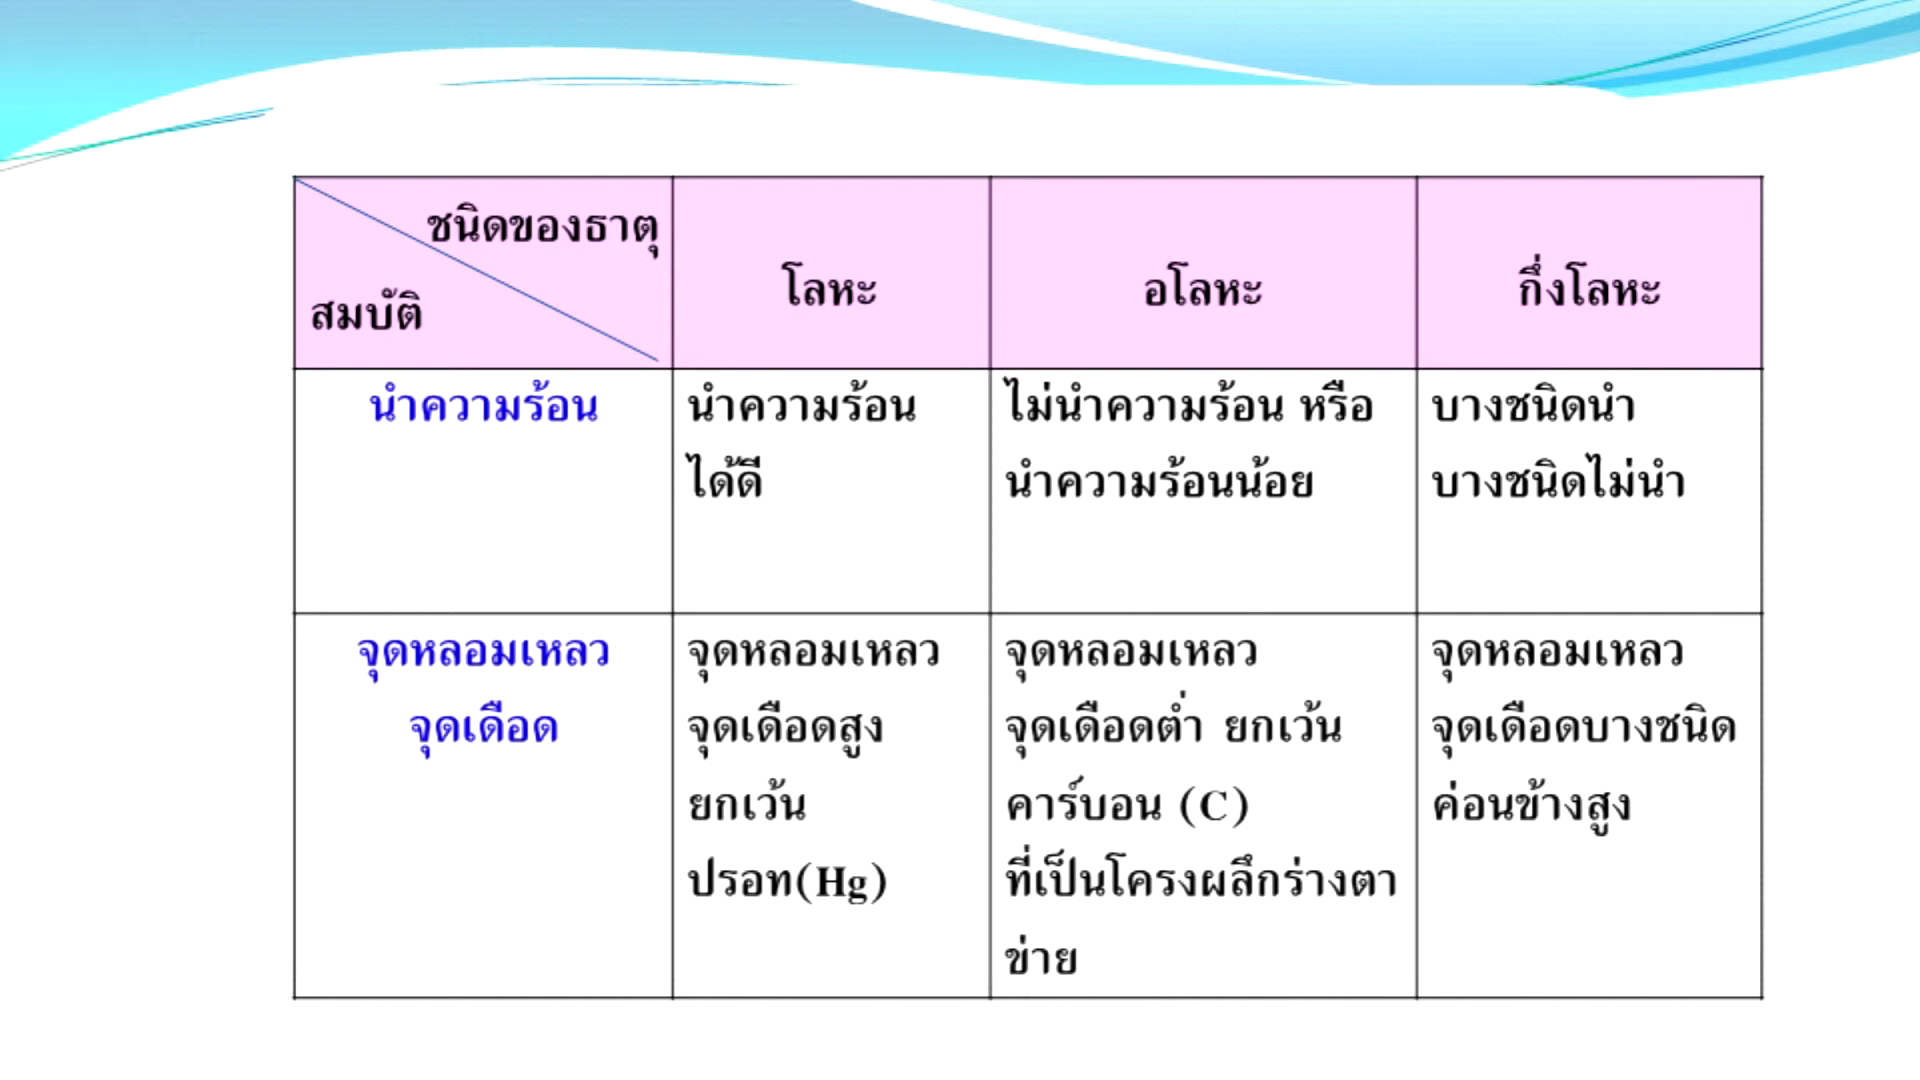 ชนิดของธาตุ
สมบัติ
โลหะ
อโลหะ
กึ่งโลหะ
นำความร้อน
นำความร้อน
ได้ดี
ไม่นำความร้อน หรือ
นำความร้อนน้อย
บางชนิดนำ
บางชนิดไม่นำ
จุดหลอมเหลว
จุดเดือด
จุดหลอมเหลว
จุดเดือดสูง
ยกเว้น
ปรอท(Hg)
จุดหลอมเหลว
จุดเดือดต่ำ ยกเว้น
คาร์บอน (C)
ที่เป็นโครงผลึกร่างตา
ข่าย
จุดหลอมเหลว
จุดเดือดบางชนิด
ค่อนข้างสูง